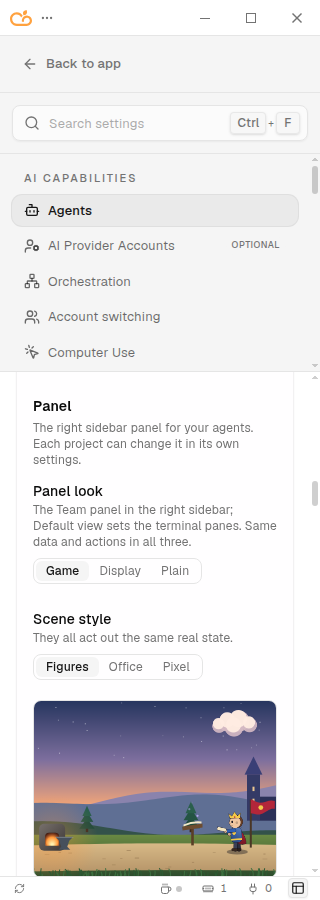 Back to app
Search settings Ctrl + F
AI CAPABILITIES
Agents
AI Provider Accounts OPTIONAL
Orchestration
Account switching
Computer Use
Panel
The right sidebar panel for your agents.
Each project can change it in its own
settings.
Panel look
The Team panel in the right sidebar;
Default view sets the terminal panes. Same
data and actions in all three.
Game Display Plain
Scene style
They all act out the same real state.
Figures Office Pixel
1 0